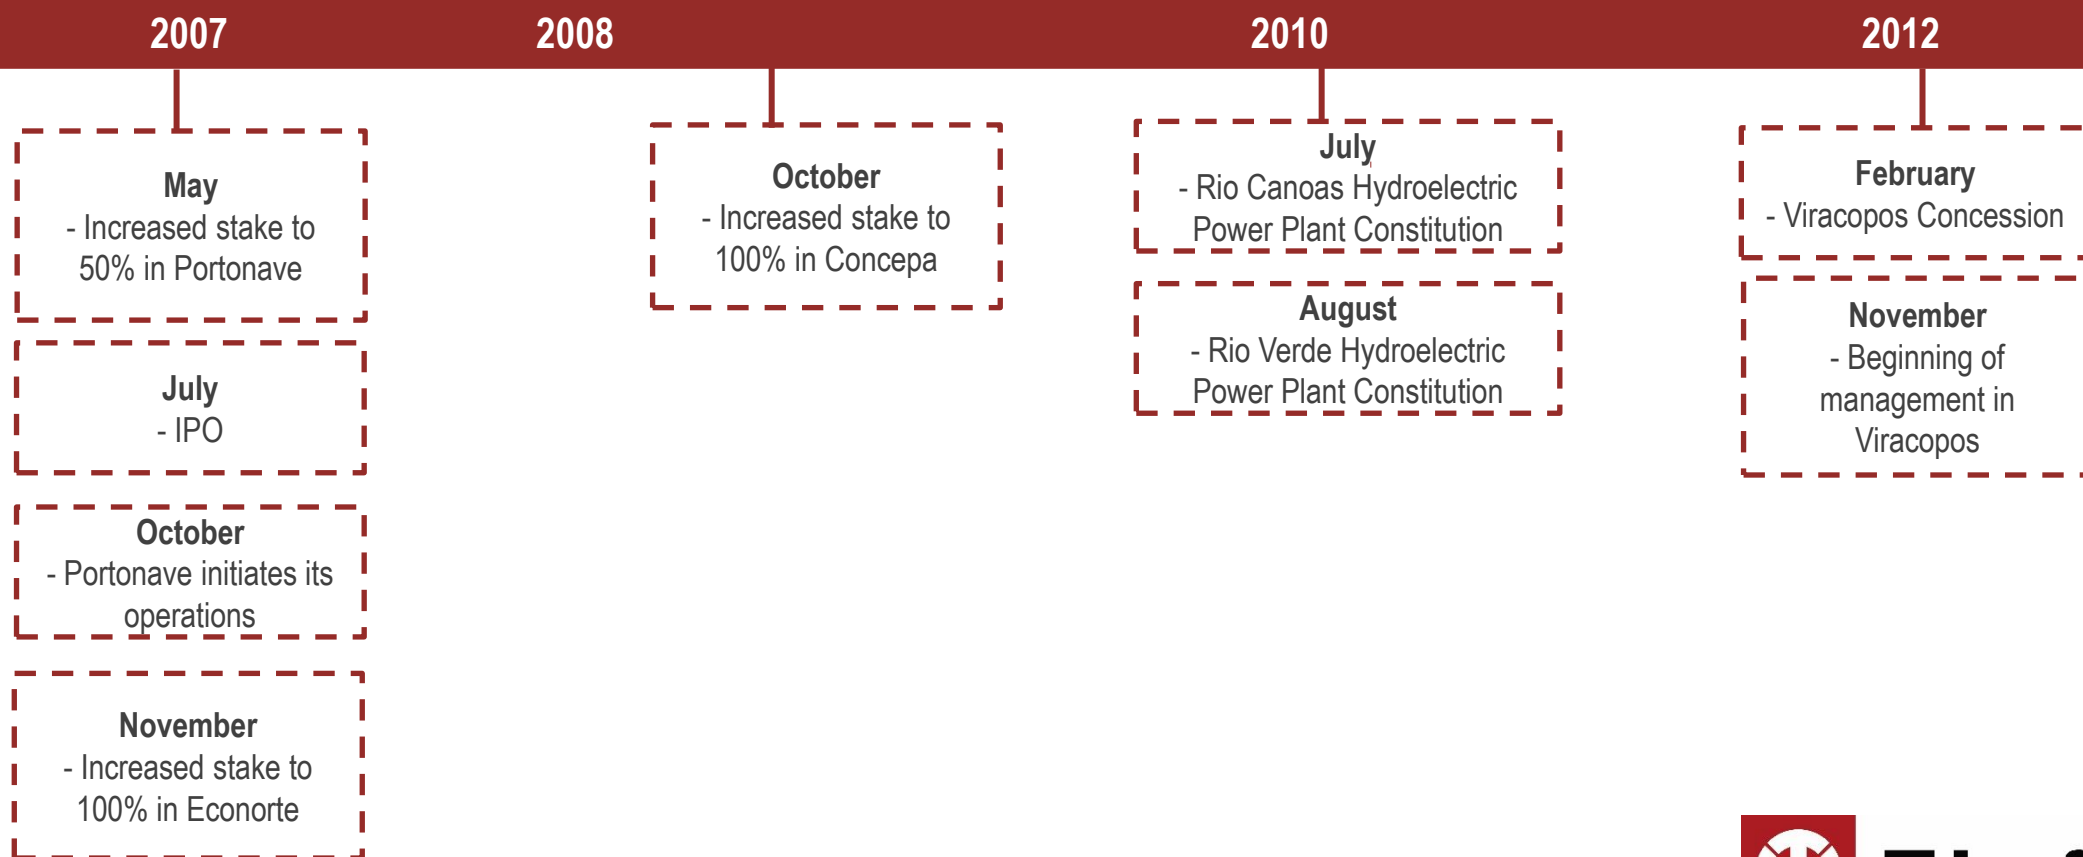 2007
2008
2010
2012
May
- Increased stake to
50% in Portonave
July
- IPO
October
- Portonave initiates its
operations
November
- Increased stake to
100% in Econorte
October
- Increased stake to
100% in Concepa
July
- Rio Canoas Hydroelectric
Power Plant Constitution
August
- Rio Verde Hydroelectric
Power Plant Constitution
February
- Viracopos Concession
November
- Beginning of
management in
Viracopos